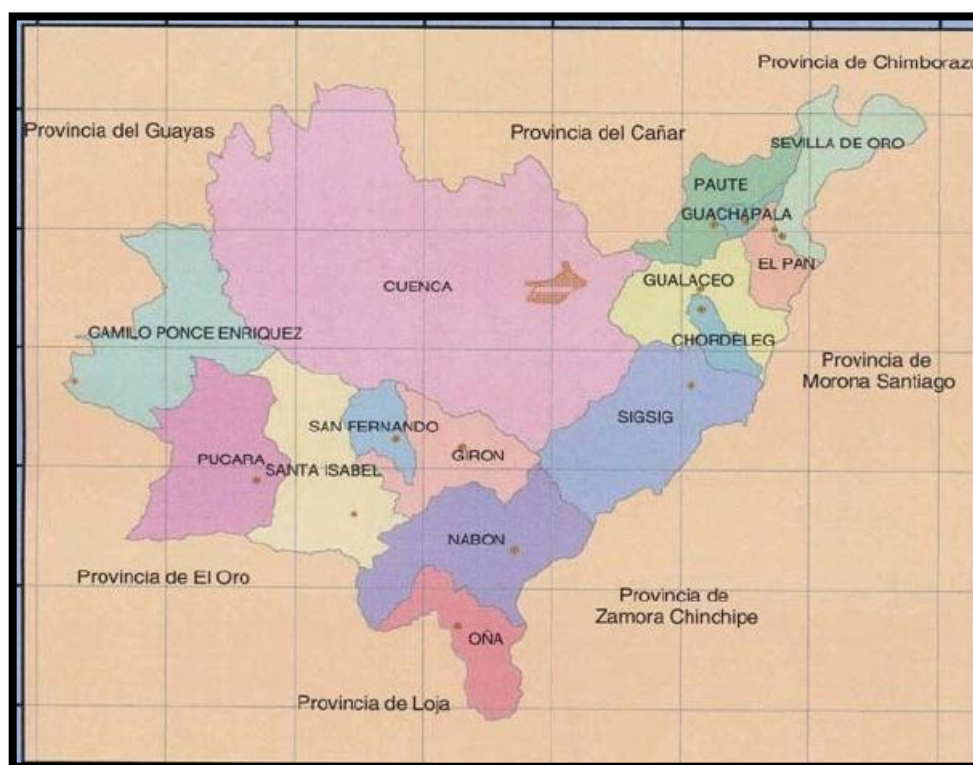 Provincia de Chimborazo
Provincia del Guayas
Provincia del Cañar
SEVILLA DE ORO
PAUTE
GUACHAPALA
EL PAN
GUALACEO
CUENCA
CAMILO PONCE ENRIQUEZ
CHORDELEG
Provincia de
Morona Santiago
SIGSIG
SAN FERNANDO
GIRON
PUCARA
SANTA ISABEL
NABON
Provincia de El Oro
Provincia de
Zamora Chinchipe
OÑA
Provincia de Loja